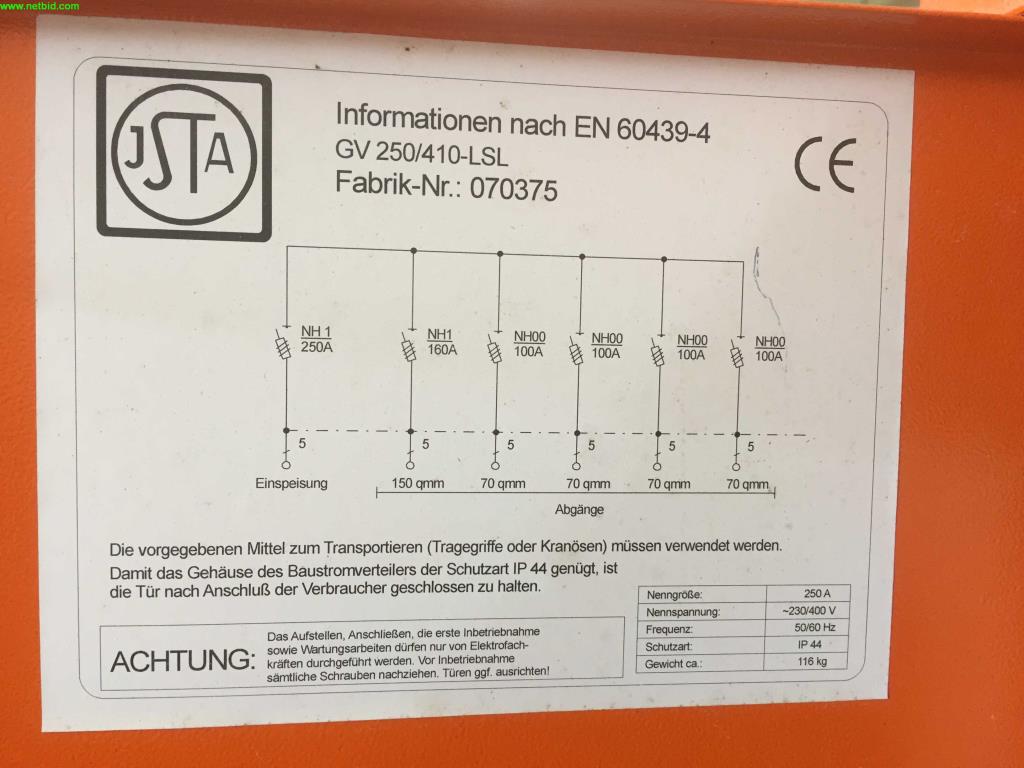 www.netbid.com
JSTA
Informationen nach EN 60439-4
GV 250/410-LSL
Fabrik-Nr.: 070375
CE
NH 1 NH1 NH00 NH00 NH00 NH00
250A 160A 100A 100A 100A 100A
5 5 5 5 5 5
Einspeisung 150 qmm 70 qmm 70 qmm 70 qmm 70 qmm
Abgänge
Die vorgegebenen Mittel zum Transportieren (Tragegriffe oder Kranösen) müssen verwendet werden.
Damit das Gehäuse des Baustromverteilers der Schutzart IP 44 genügt, ist
die Tür nach Anschluß der Verbraucher geschlossen zu halten.
ACHTUNG:
Das Aufstellen, Anschließen, die erste Inbetriebnahme
sowie Wartungsarbeiten dürfen nur von Elektrofach-
kräften durchgeführt werden. Vor Inbetriebnahme
sämtliche Schrauben nachziehen. Türen ggf. ausrichten!
Nenngröße: 250 A
Nennspannung: ~230/400 V
Frequenz: 50/60 Hz
Schutzart: IP 44
Gewicht ca.: 116 kg